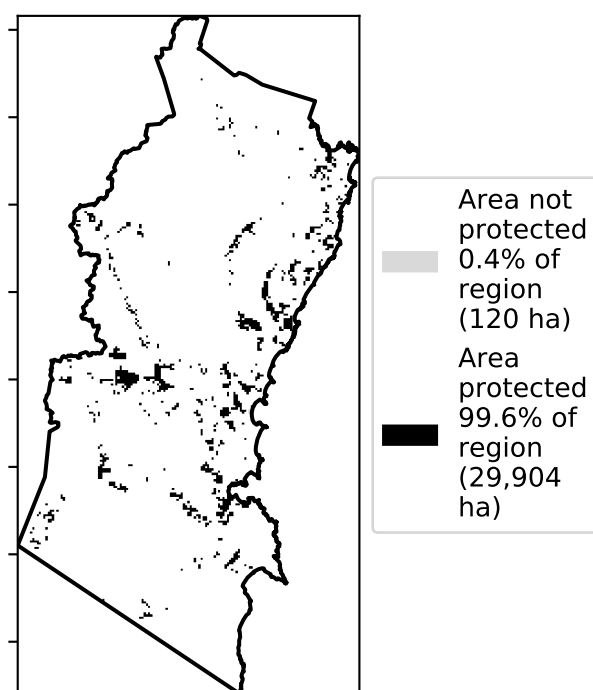 Area not
protected
0.4% of
region
(120 ha)
Area
protected
99.6% of
region
(29,904
ha)